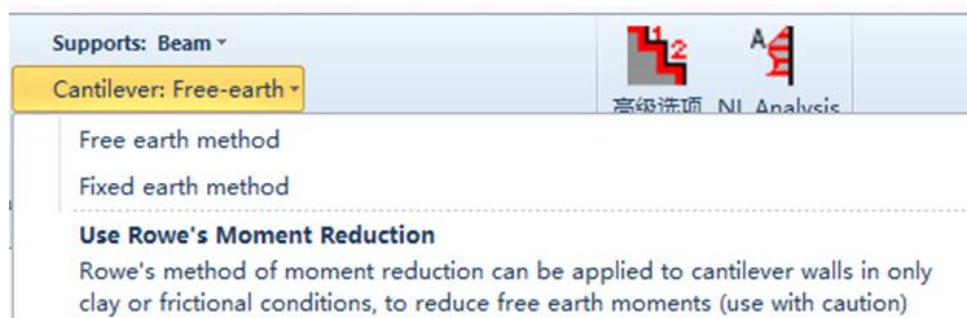 Supports: Beam
Cantilever: Free-earth
1 2
A
高级选项 NL Analysis
Free earth method
Fixed earth method
Use Rowe's Moment Reduction
Rowe's method of moment reduction can be applied to cantilever walls in only
clay or frictional conditions, to reduce free earth moments (use with caution)